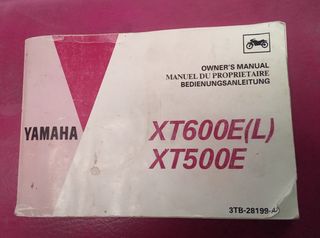 OWNER'S MANUAL
MANUEL DU PROPRIETAIRE
BEDIENUNGSANLEITUNG
YAMAHA
XT600E(L)
XT500E